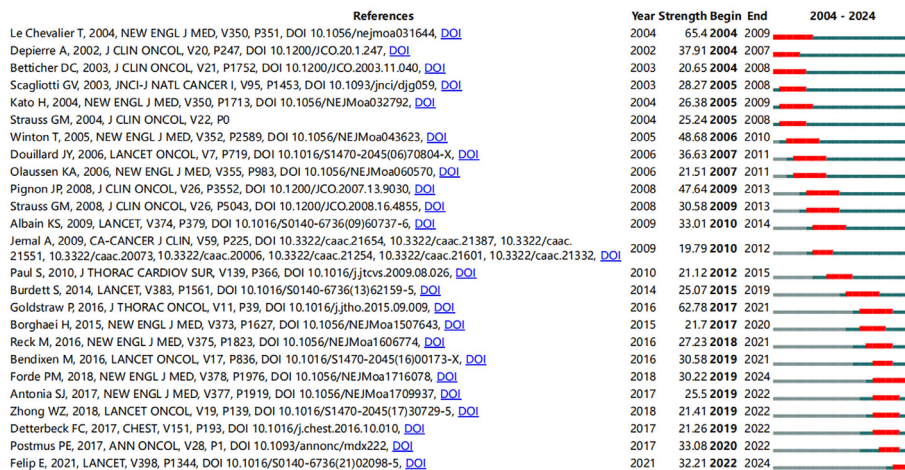 References Year Strength Begin End 2004 - 2024
Le Chevalier T, 2004, NEW ENGL J MED, V350, P351, DOI 10.1056/nejmoa031644, DOI 2004 65.4 2004 2009
Depierre A, 2002, J CLIN ONCOL, V20, P247, DOI 10.1200/JCO.20.1.247, DOI 2002 37.91 2004 2007
Betticher DC, 2003, J CLIN ONCOL, V21, P1752, DOI 10.1200/JCO.2003.11.040, DOI 2003 20.65 2004 2008
Scagliotti GV, 2003, JNCI-J NATL CANCER I, V95, P1453, DOI 10.1093/jnci/djg059, DOI 2003 28.27 2005 2008
Kato H, 2004, NEW ENGL J MED, V350, P1713, DOI 10.1056/NEJMoa032792, DOI 2004 26.38 2005 2009
Strauss GM, 2004, J CLIN ONCOL, V22, P0 2004 25.24 2005 2008
Winton T, 2005, NEW ENGL J MED, V352, P2589, DOI 10.1056/NEJMoa043623, DOI 2005 48.68 2006 2010
Douillard JY, 2006, LANCET ONCOL, V7, P719, DOI 10.1016/S1470-2045(06)70804-X, DOI 2006 36.63 2007 2011
Olaussen KA, 2006, NEW ENGL J MED, V355, P983, DOI 10.1056/NEJMoa060570, DOI 2006 21.51 2007 2011
Pignon JP, 2008, J CLIN ONCOL, V26, P3552, DOI 10.1200/JCO.2007.13.9030, DOI 2008 47.64 2009 2013
Strauss GM, 2008, J CLIN ONCOL, V26, P5043, DOI 10.1200/JCO.2008.16.4855, DOI 2008 30.58 2009 2013
Albain KS, 2009, LANCET, V374, P379, DOI 10.1016/S0140-6736(09)60737-6, DOI 2009 33.01 2010 2014
Jemal A, 2009, CA-CANCER J CLIN, V59, P225, DOI 10.3322/caac.21654, 10.3322/caac.21387, 10.3322/caac.
21551, 10.3322/caac.20073, 10.3322/caac.20006, 10.3322/caac.21254, 10.3322/caac.21601, 10.3322/caac.21332, DOI 2009 19.79 2010 2012
Paul S, 2010, J THORAC CARDIOV SUR, V139, P366, DOI 10.1016/j.jtcvs.2009.08.026, DOI 2010 21.12 2012 2015
Burdett S, 2014, LANCET, V383, P1561, DOI 10.1016/S0140-6736(13)62159-5, DOI 2014 25.07 2015 2019
Goldstraw P, 2016, J THORAC ONCOL, V11, P39, DOI 10.1016/j.jtho.2015.09.009, DOI 2016 62.78 2017 2021
Borghaei H, 2015, NEW ENGL J MED, V373, P1627, DOI 10.1056/NEJMoa1507643, DOI 2015 21.7 2017 2020
Reck M, 2016, NEW ENGL J MED, V375, P1823, DOI 10.1056/NEJMoa1606774, DOI 2016 27.23 2018 2021
Bendixen M, 2016, LANCET ONCOL, V17, P836, DOI 10.1016/S1470-2045(16)00173-X, DOI 2016 30.58 2019 2021
Forde PM, 2018, NEW ENGL J MED, V378, P1976, DOI 10.1056/NEJMoa1716078, DOI 2018 30.22 2019 2024
Antonia SJ, 2017, NEW ENGL J MED, V377, P1919, DOI 10.1056/NEJMoa1709937, DOI 2017 25.5 2019 2022
Zhong WZ, 2018, LANCET ONCOL, V19, P139, DOI 10.1016/S1470-2045(17)30729-5, DOI 2018 21.41 2019 2022
Detterbeck FC, 2017, CHEST, V151, P193, DOI 10.1016/j.chest.2016.10.010, DOI 2017 21.26 2019 2022
Postmus PE, 2017, ANN ONCOL, V28, P1, DOI 10.1093/annonc/mdx222, DOI 2017 33.08 2020 2022
Felip E, 2021, LANCET, V398, P1344, DOI 10.1016/S0140-6736(21)02098-5, DOI 2021 32.21 2022 2024